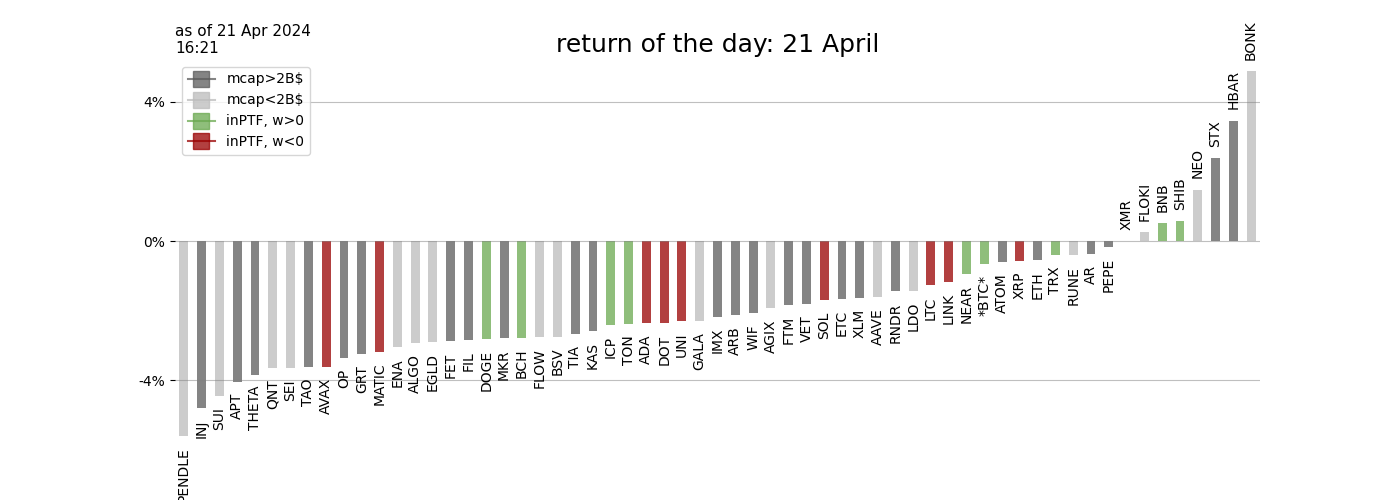 as of 21 Apr 2024
16:21
return of the day: 21 April
mcap>2B$
mcap<2B$
inPTF, w>0
inPTF, w<0
4%
0%
-4%
PENDLE
INJ
SUI
APT
THETA
QNT
SEI
TAO
AVAX
OP
GRT
MATIC
ENA
ALGO
EGLD
FET
FIL
DOGE
MKR
BCH
FLOW
BSV
TIA
KAS
ICP
TON
ADA
DOT
UNI
GALA
IMX
ARB
WIF
AGIX
FTM
VET
SOL
ETC
XLM
AAVE
RNDR
LDO
LTC
LINK
NEAR
*BTC*
ATOM
XRP
ETH
TRX
RUNE
AR
PEPE
XMR
FLOKI
BNB
SHIB
NEO
STX
HBAR
BONK